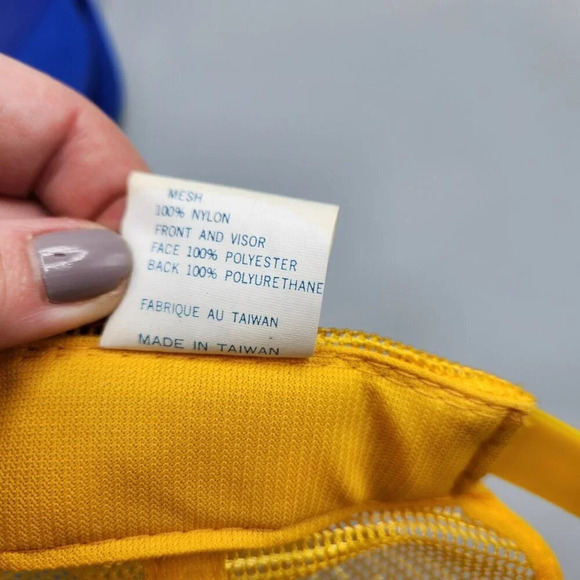 MESH
100% NYLON
FRONT AND VISOR
FACE 100% POLYESTER
BACK 100% POLYURETHANE
FABRIQUE AU TAIWAN
MADE IN TAIWAN